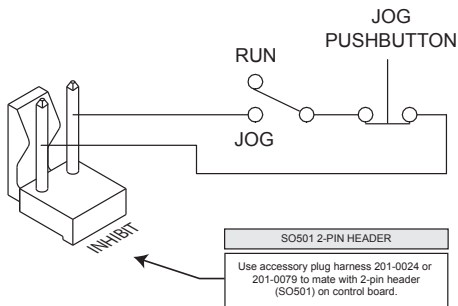 JOG
PUSHBUTTON
RUN
JOG
INHIBIT
SO501 2-PIN HEADER
Use accessory plug harness 201-0024 or
201-0079 to mate with 2-pin header
(SO501) on control board.